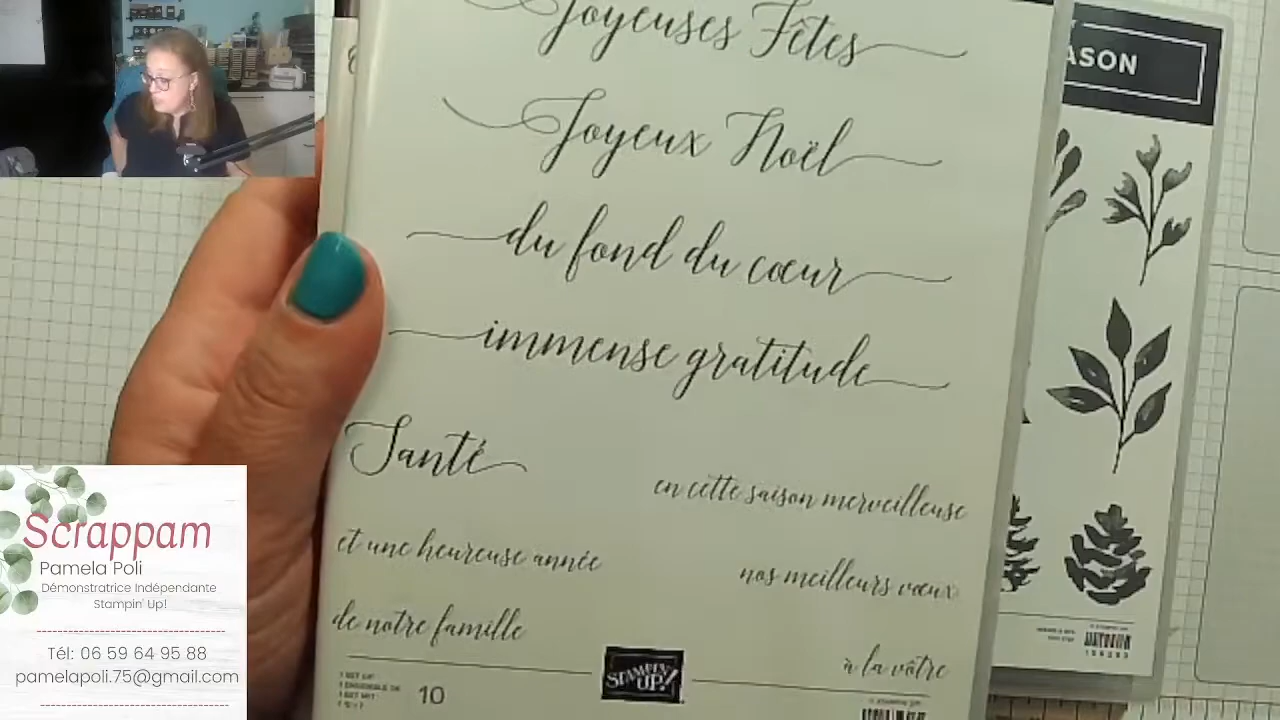 Joyeuses Fêtes
Joyeux Noël
du fond du cœur
immense gratitude
Santé
en cette saison merveilleuse
et une heureuse année
nos meilleurs vœux
de notre famille
à la vôtre
10
STAMPIN' UP!
ASON
Scrappam
Pamela Poli
Démonstratrice Indépendante
Stampin' Up!
Tél: 06 59 64 95 88
pamelapoli.75@gmail.com